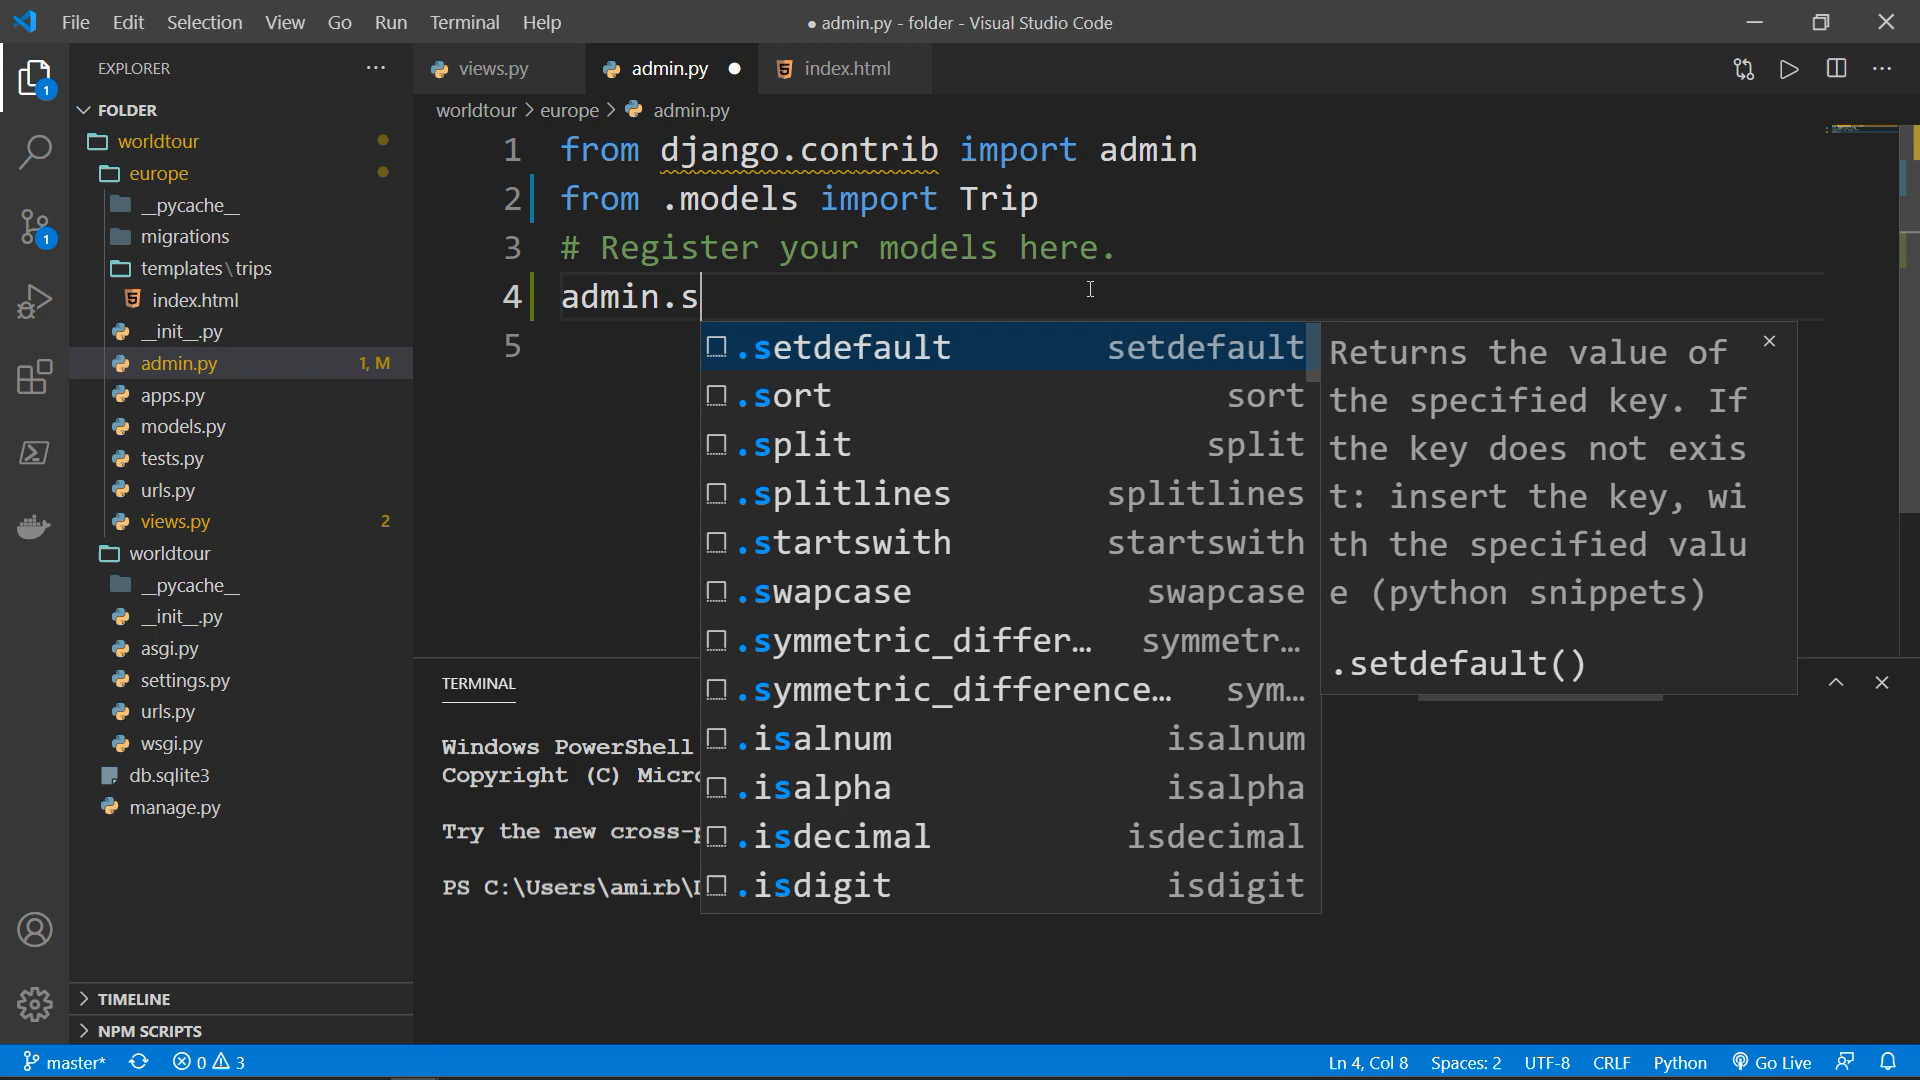 File Edit Selection View Go Run Terminal Help
● admin.py - folder - Visual Studio Code
EXPLORER
FOLDER
worldtour
europe
__pycache__
migrations
templates\trips
index.html
__init__.py
admin.py 1, M
apps.py
models.py
tests.py
urls.py
views.py 2
worldtour
__pycache__
__init__.py
asgi.py
settings.py
urls.py
wsgi.py
db.sqlite3
manage.py
TIMELINE
NPM SCRIPTS
1
1
views.py admin.py index.html
worldtour > europe > admin.py
1 from django.contrib import admin
2 from .models import Trip
3 # Register your models here.
4 admin.s
5
.setdefault setdefault
.sort sort
.split split
.splitlines splitlines
.startswith startswith
.swapcase swapcase
.symmetric_differ… symmetr…
.symmetric_difference… sym…
.isalnum isalnum
.isalpha isalpha
.isdecimal isdecimal
.isdigit isdigit
Returns the value of
the specified key. If
the key does not exis
t: insert the key, wi
th the specified valu
e (python snippets)
.setdefault()
TERMINAL
Windows PowerShell
Copyright (C) Micro
Try the new cross-p
PS C:\Users\amirb\
master* 0 3
Ln 4, Col 8 Spaces: 2 UTF-8 CRLF Python Go Live